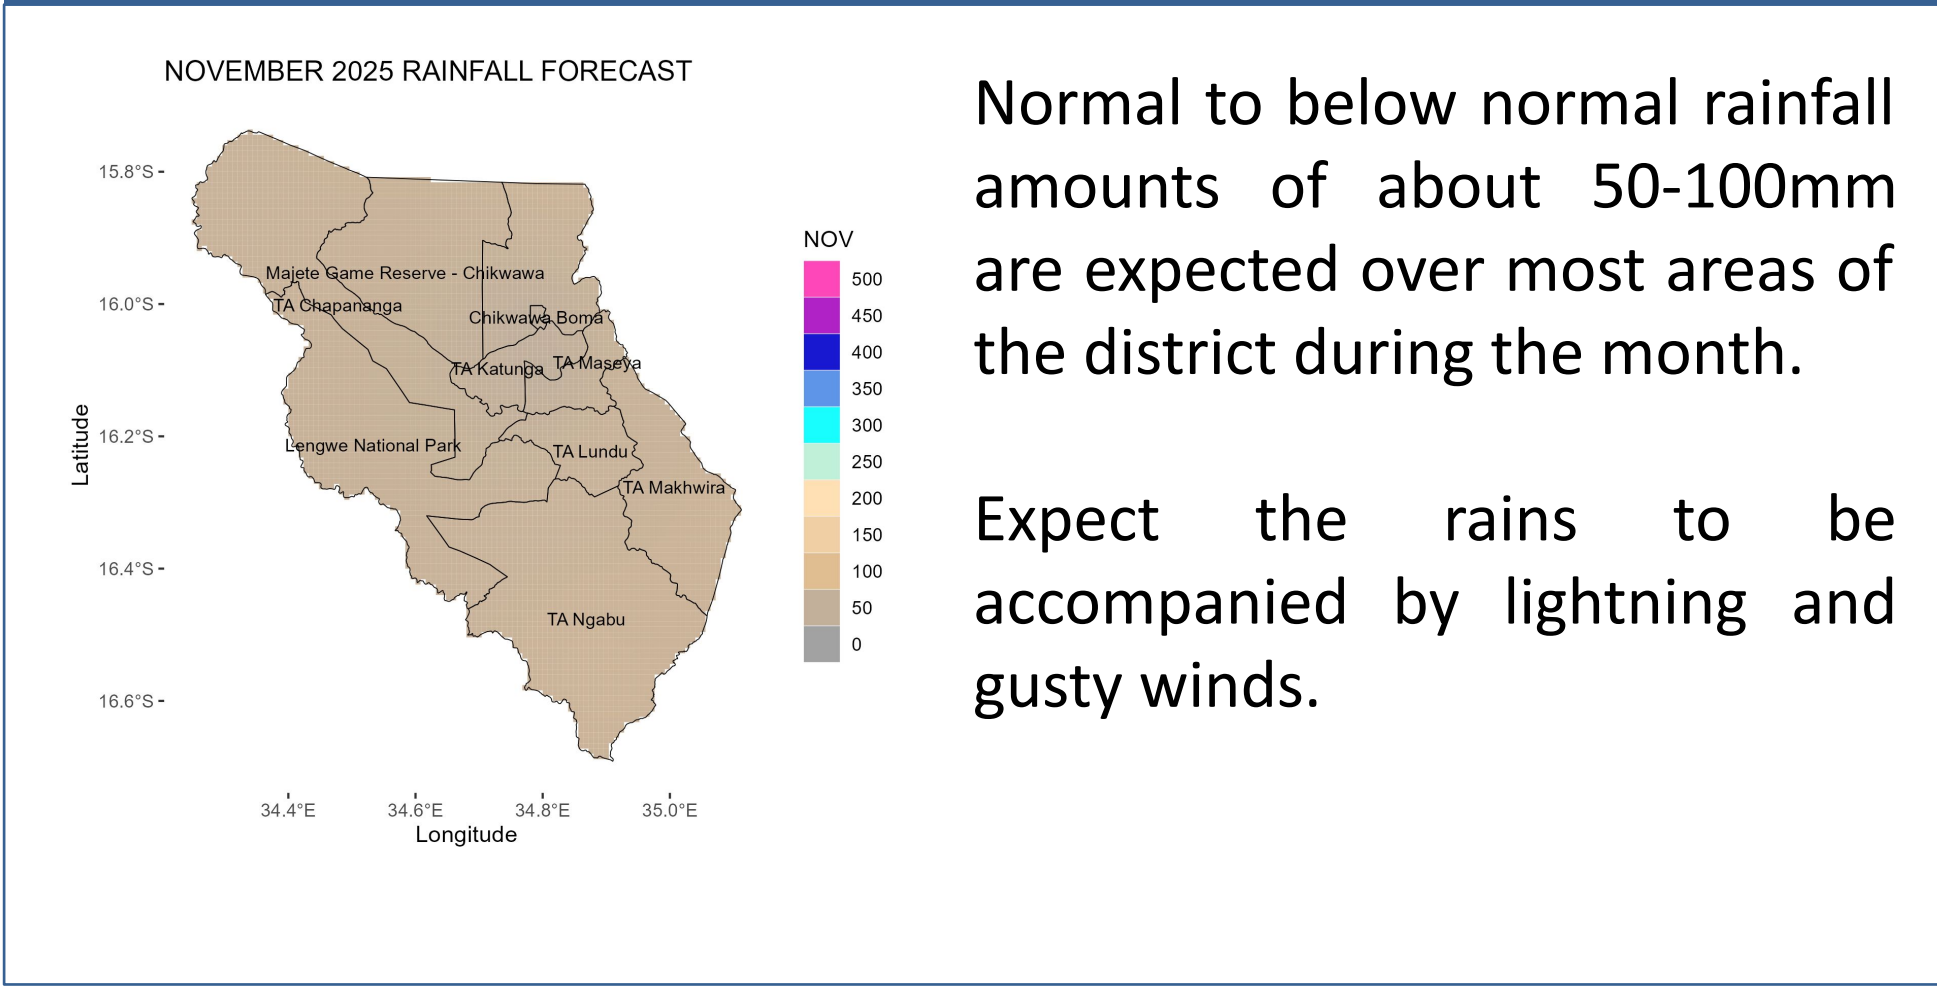 NOVEMBER 2025 RAINFALL FORECAST
15.8°S
16.0°S
16.2°S
16.4°S
16.6°S
Latitude
Majete Game Reserve - Chikwawa
TA Chapananga
Chikwawa Boma
TA Katunga
TA Maseya
Lengwe National Park
TA Lundu
TA Makhwira
TA Ngabu
34.4°E
34.6°E
34.8°E
35.0°E
Longitude
NOV
500
450
400
350
300
250
200
150
100
50
0
Normal to below normal rainfall
amounts of about 50-100mm
are expected over most areas of
the district during the month.
Expect the rains to be
accompanied by lightning and
gusty winds.